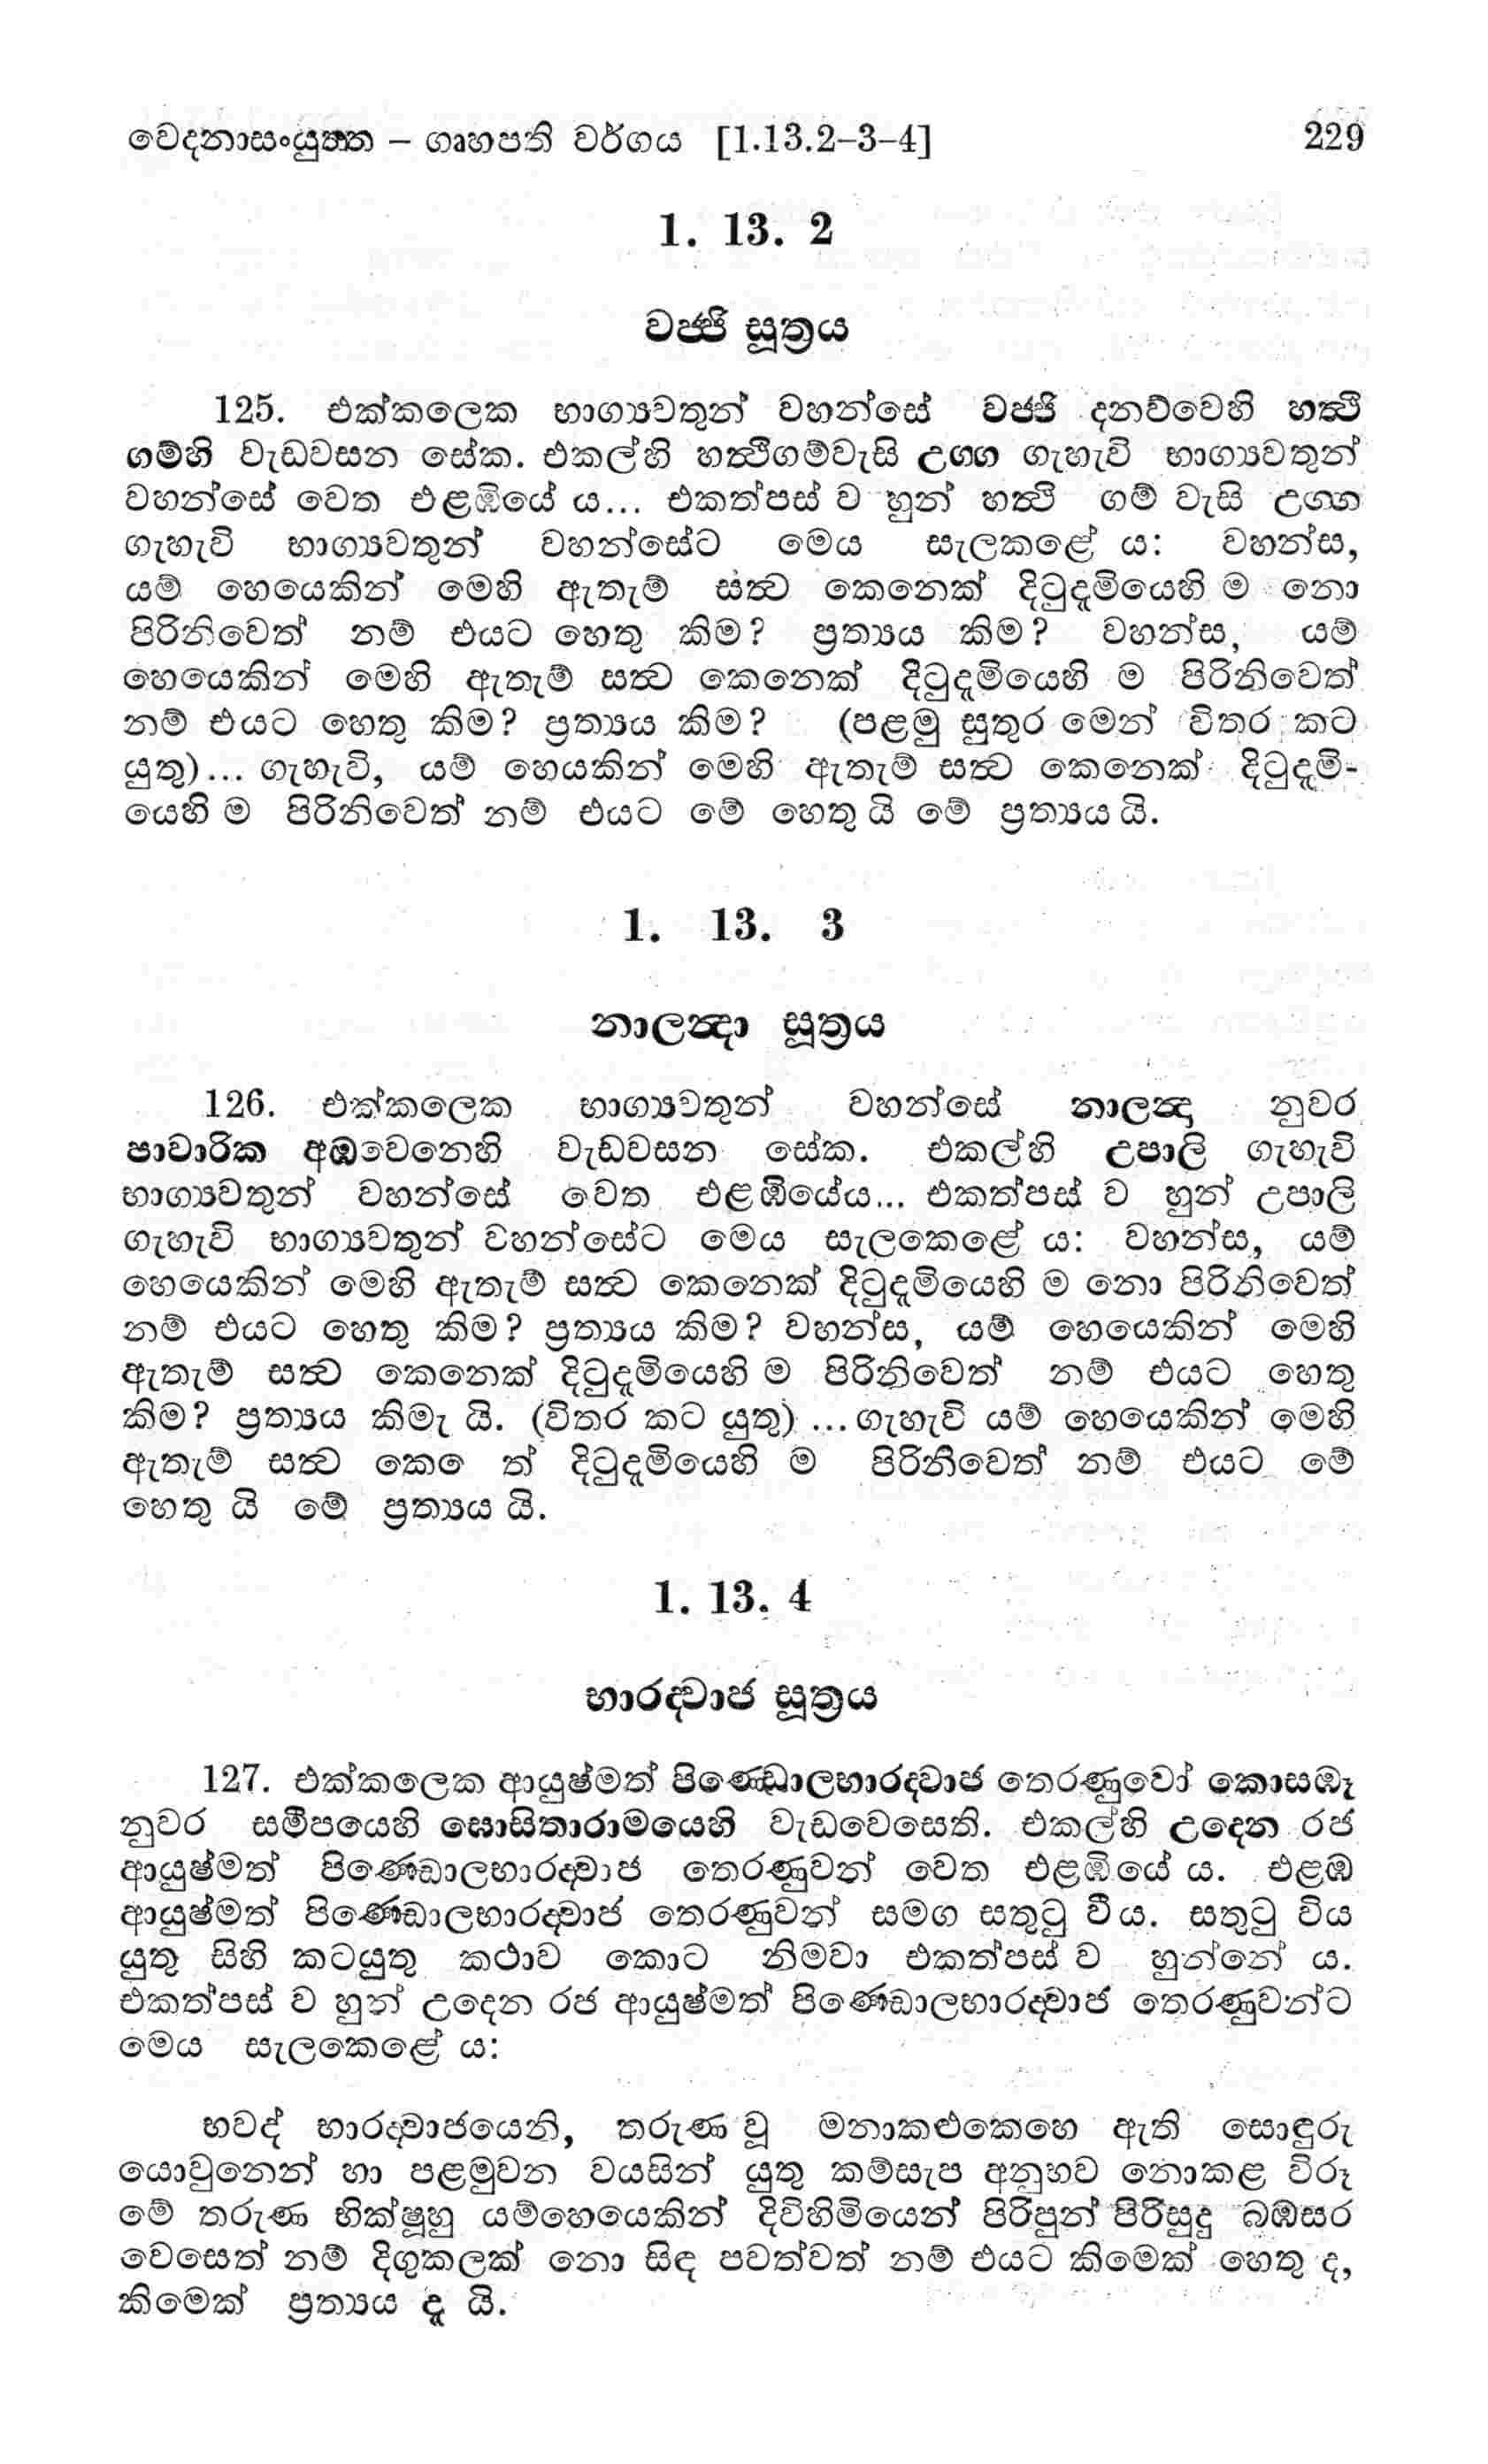 වෙදනාසංයුත්ත – ගෘහපති වර්ගය [1.13.2–3–4] 229
1. 13. 2
වජ්ජි සූත්‍රය
125. එක්කලෙක භාග්‍යවතුන් වහන්සේ වජ්ජි දනව්වෙහි හත්ථි
ගම්හි වැඩවසන සේක. එකල්හි හත්ථිගම්වැසි උග්ග ගැහැවි භාග්‍යවතුන්
වහන්සේ වෙත එළඹියේ ය... එකත්පස් ව හුන් හත්ථි ගම් වැසි උග්ග
ගැහැවි භාග්‍යවතුන් වහන්සේට මෙය සැලකළේ ය: වහන්ස,
යම් හෙයෙකින් මෙහි ඇතැම් සත්ව කෙනෙක් දිටුදැමියෙහි ම නො
පිරිනිවෙත් නම් එයට හෙතු කිම? ප්‍රත්‍යය කිම? වහන්ස, යම්
හෙයෙකින් මෙහි ඇතැම් සත්ව කෙනෙක් දිටුදැමියෙහි ම පිරිනිවෙත්
නම් එයට හෙතු කිම? ප්‍රත්‍යය කිම? (පළමු සුතුර මෙන් විතර කට
යුතු)... ගැහැවි, යම් හෙයකින් මෙහි ඇතැම් සත්ව කෙනෙක් දිටුදැමි-
යෙහි ම පිරිනිවෙත් නම් එයට මේ හෙතු යි මේ ප්‍රත්‍යය යි.
1. 13. 3
නාලන්‍දා සූත්‍රය
126. එක්කලෙක භාග්‍යවතුන් වහන්සේ නාලන්‍දා නුවර
පාවාරික අඹවෙනෙහි වැඩවසන සේක. එකල්හි උපාලි ගැහැවි
භාග්‍යවතුන් වහන්සේ වෙත එළඹියේය... එකත්පස් ව හුන් උපාලි
ගැහැවි භාග්‍යවතුන් වහන්සේට මෙය සැලකෙළේ ය: වහන්ස, යම්
හෙයෙකින් මෙහි ඇතැම් සත්ව කෙනෙක් දිටුදැමියෙහි ම නො පිරිනිවෙත්
නම් එයට හෙතු කිම? ප්‍රත්‍යය කිම? වහන්ස, යම් හෙයෙකින් මෙහි
ඇතැම් සත්ව කෙනෙක් දිටුදැමියෙහි ම පිරිනිවෙත් නම් එයට හෙතු
කිම? ප්‍රත්‍යය කිමැ යි. (විතර කට යුතු) ... ගැහැවි යම් හෙයෙකින් මෙහි
ඇතැම් සත්ව දිටුදැමියෙහි ම පිරිනිවෙත් නම් එයට මේ
හෙතු යි මේ ප්‍රත්‍යය යි.
1. 13. 4
භාරද්වාජ සූත්‍රය
127. එක්කලෙක ආයුෂ්මත් පිණ්ඩොලභාරද්වාජ තෙරණුවෝ කොසඹෑ
නුවර සමීපයෙහි ඝොසිතාරාමයෙහි වැඩවෙසෙති. එකල්හි උදෙන රජ
ආයුෂ්මත් පිණ්ඩොලභාරද්වාජ තෙරණුවන් වෙත එළඹියේ ය. එළඹ
ආයුෂ්මත් පිණ්ඩොලභාරද්වාජ තෙරණුවන් සමග සතුටු වී ය. සතුටු විය
යුතු සිහි කටයුතු කථාව කොට නිමවා එකත්පස් ව හුන්නේ ය.
එකත්පස් ව හුන් උදෙන රජ ආයුෂ්මත් පිණ්ඩොලභාරද්වාජ තෙරණුවන්ට
මෙය සැලකෙළේ ය:
භවද් භාරද්වාජයෙනි, තරුණ වූ මනාකළුකෙහෙ ඇති සොඳුරු
යොවුනෙන් හා පළමුවන වයසින් යුතු කම්සැප අනුභව නොකළ විරූ
මේ තරුණ භික්ෂූහු යම්හෙයෙකින් දිවිහිමියෙන් පිරිපුන් පිරිසුදු බඹසර
වෙසෙත් නම් දිගුකලක් නො සිඳ පවත්වත් නම් එයට කිමෙක් හෙතු ද,
කිමෙක් ප්‍රත්‍යය දැ යි.